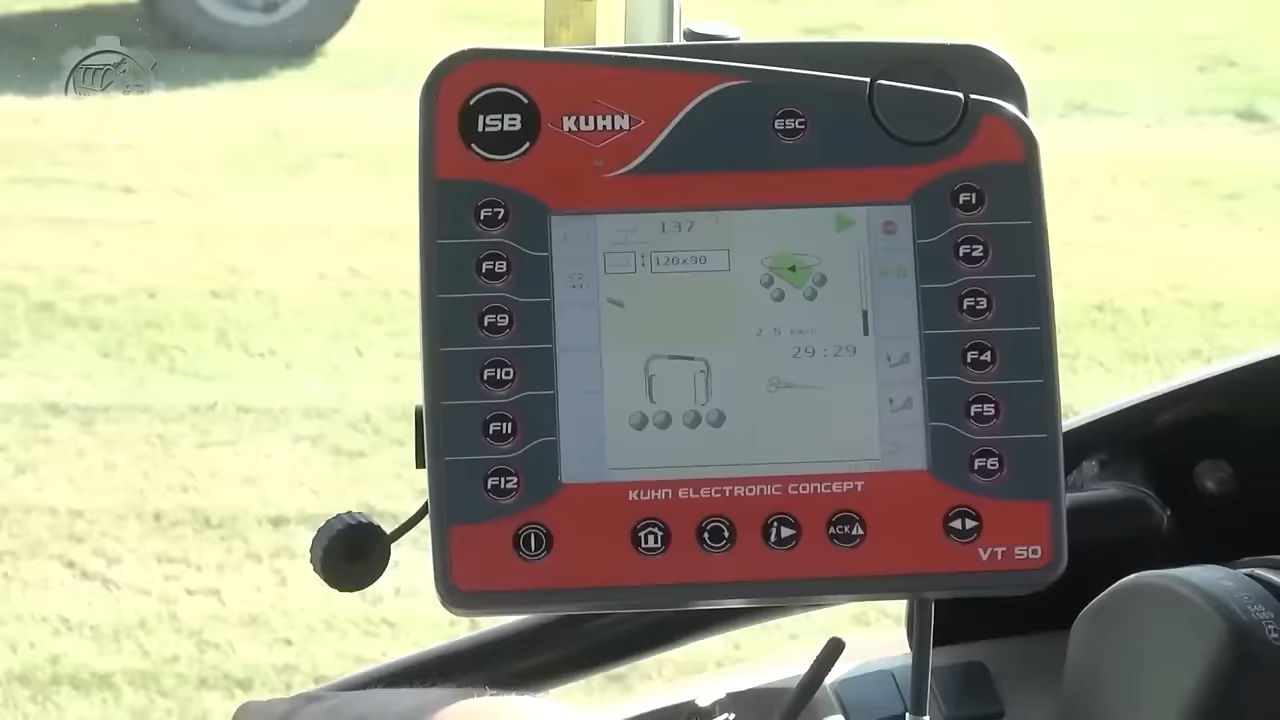 ISB
KUHN
ESC
F7
F8
F9
F10
F11
F12
F1
F2
F3
F4
F5
F6
137
120x90
2.5 km/h
29:29
KUHN ELECTRONIC CONCEPT
ACK
VT 50